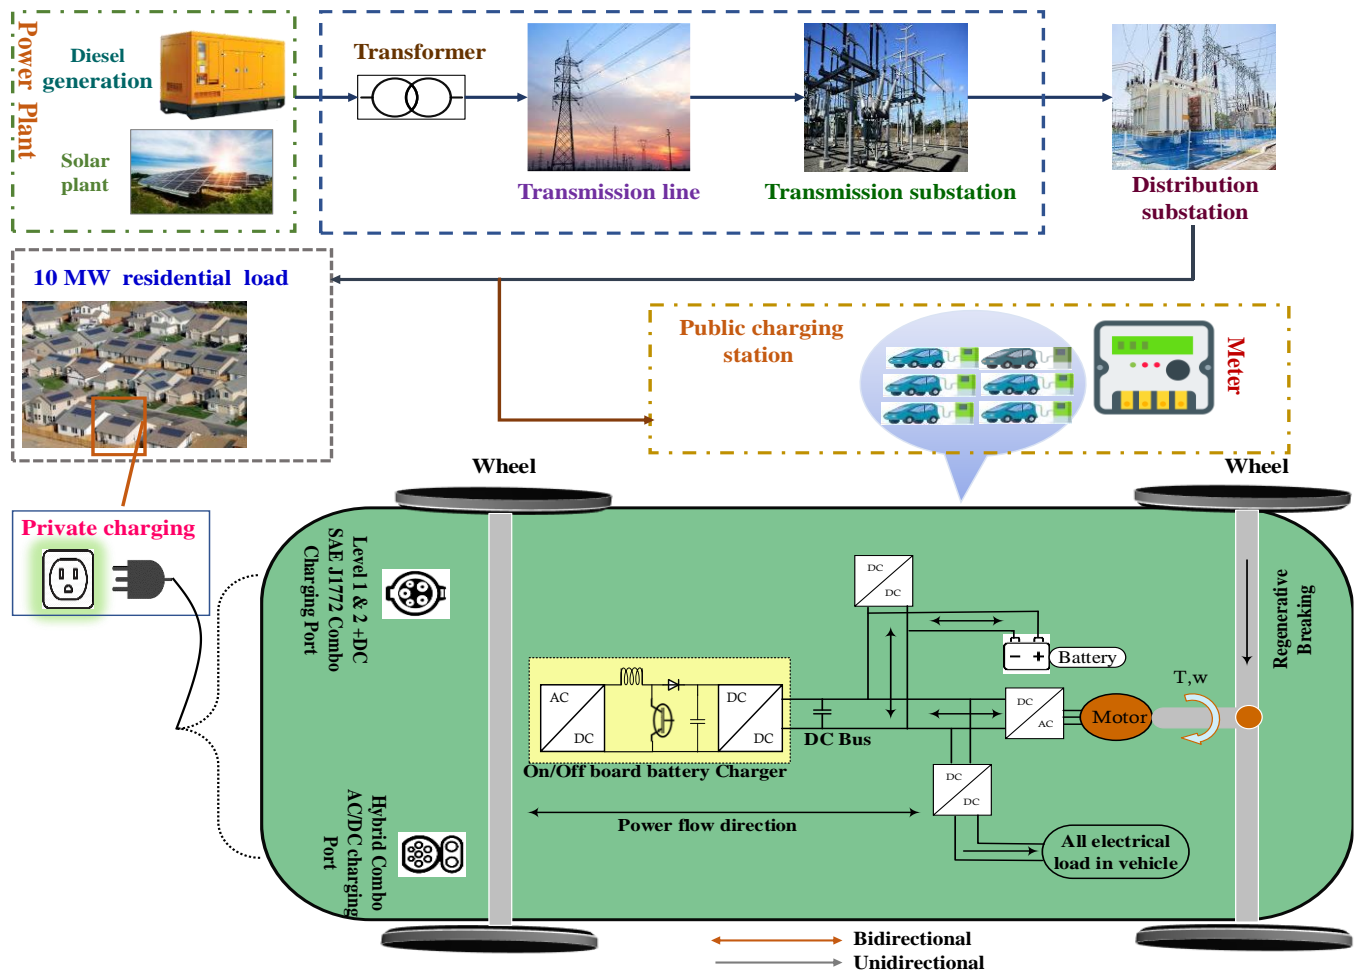 Power Plant
Diesel
generation
Solar
plant
Transformer
Transmission line
Transmission substation
Distribution
substation
10 MW  residential  load
Public charging
station
Meter
Private charging
Wheel
Wheel
Level 1 & 2 +DC
SAE J1772 Combo
Charging Port
Hybrid Combo
AC/DC charging
Port
AC
DC
DC
DC
On/Off board battery Charger
DC Bus
DC
DC
Battery
DC
AC
Motor
T,w
Regenerative
Breaking
DC
DC
All electrical
load in vehicle
Power flow direction
Bidirectional
Unidirectional